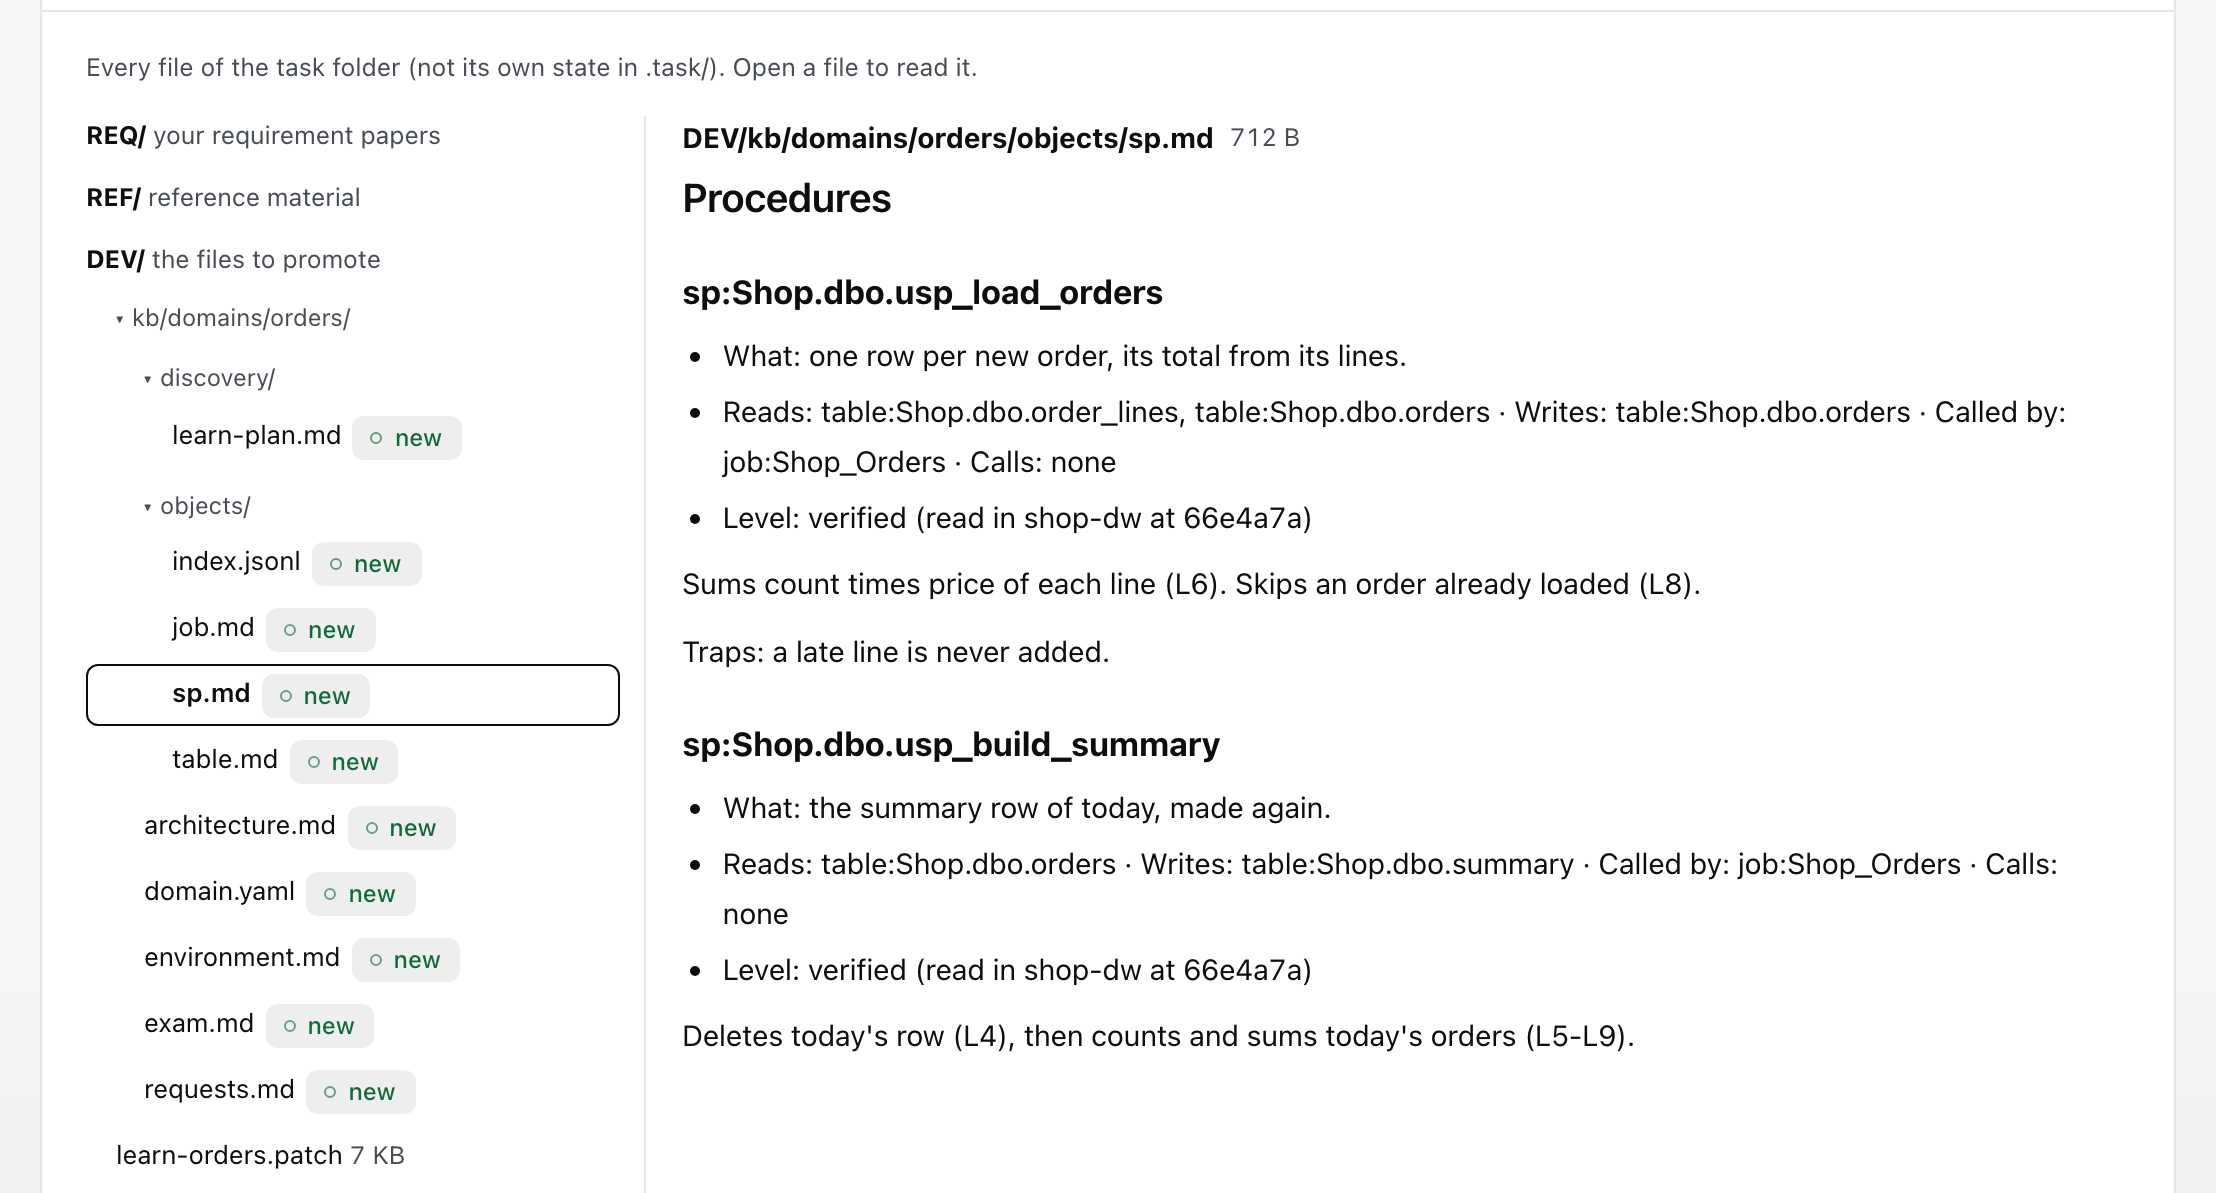 Every file of the task folder (not its own state in .task/). Open a file to read it.
REQ/ your requirement papers
REF/ reference material
DEV/ the files to promote
▾ kb/domains/orders/
▾ discovery/
learn-plan.md ○ new
▾ objects/
index.jsonl ○ new
job.md ○ new
sp.md ○ new
table.md ○ new
architecture.md ○ new
domain.yaml ○ new
environment.md ○ new
exam.md ○ new
requests.md ○ new
learn-orders.patch 7 KB
DEV/kb/domains/orders/objects/sp.md 712 B
Procedures
sp:Shop.dbo.usp_load_orders
• What: one row per new order, its total from its lines.
• Reads: table:Shop.dbo.order_lines, table:Shop.dbo.orders · Writes: table:Shop.dbo.orders · Called by:
job:Shop_Orders · Calls: none
• Level: verified (read in shop-dw at 66e4a7a)
Sums count times price of each line (L6). Skips an order already loaded (L8).
Traps: a late line is never added.
sp:Shop.dbo.usp_build_summary
• What: the summary row of today, made again.
• Reads: table:Shop.dbo.orders · Writes: table:Shop.dbo.summary · Called by: job:Shop_Orders · Calls:
none
• Level: verified (read in shop-dw at 66e4a7a)
Deletes today's row (L4), then counts and sums today's orders (L5-L9).